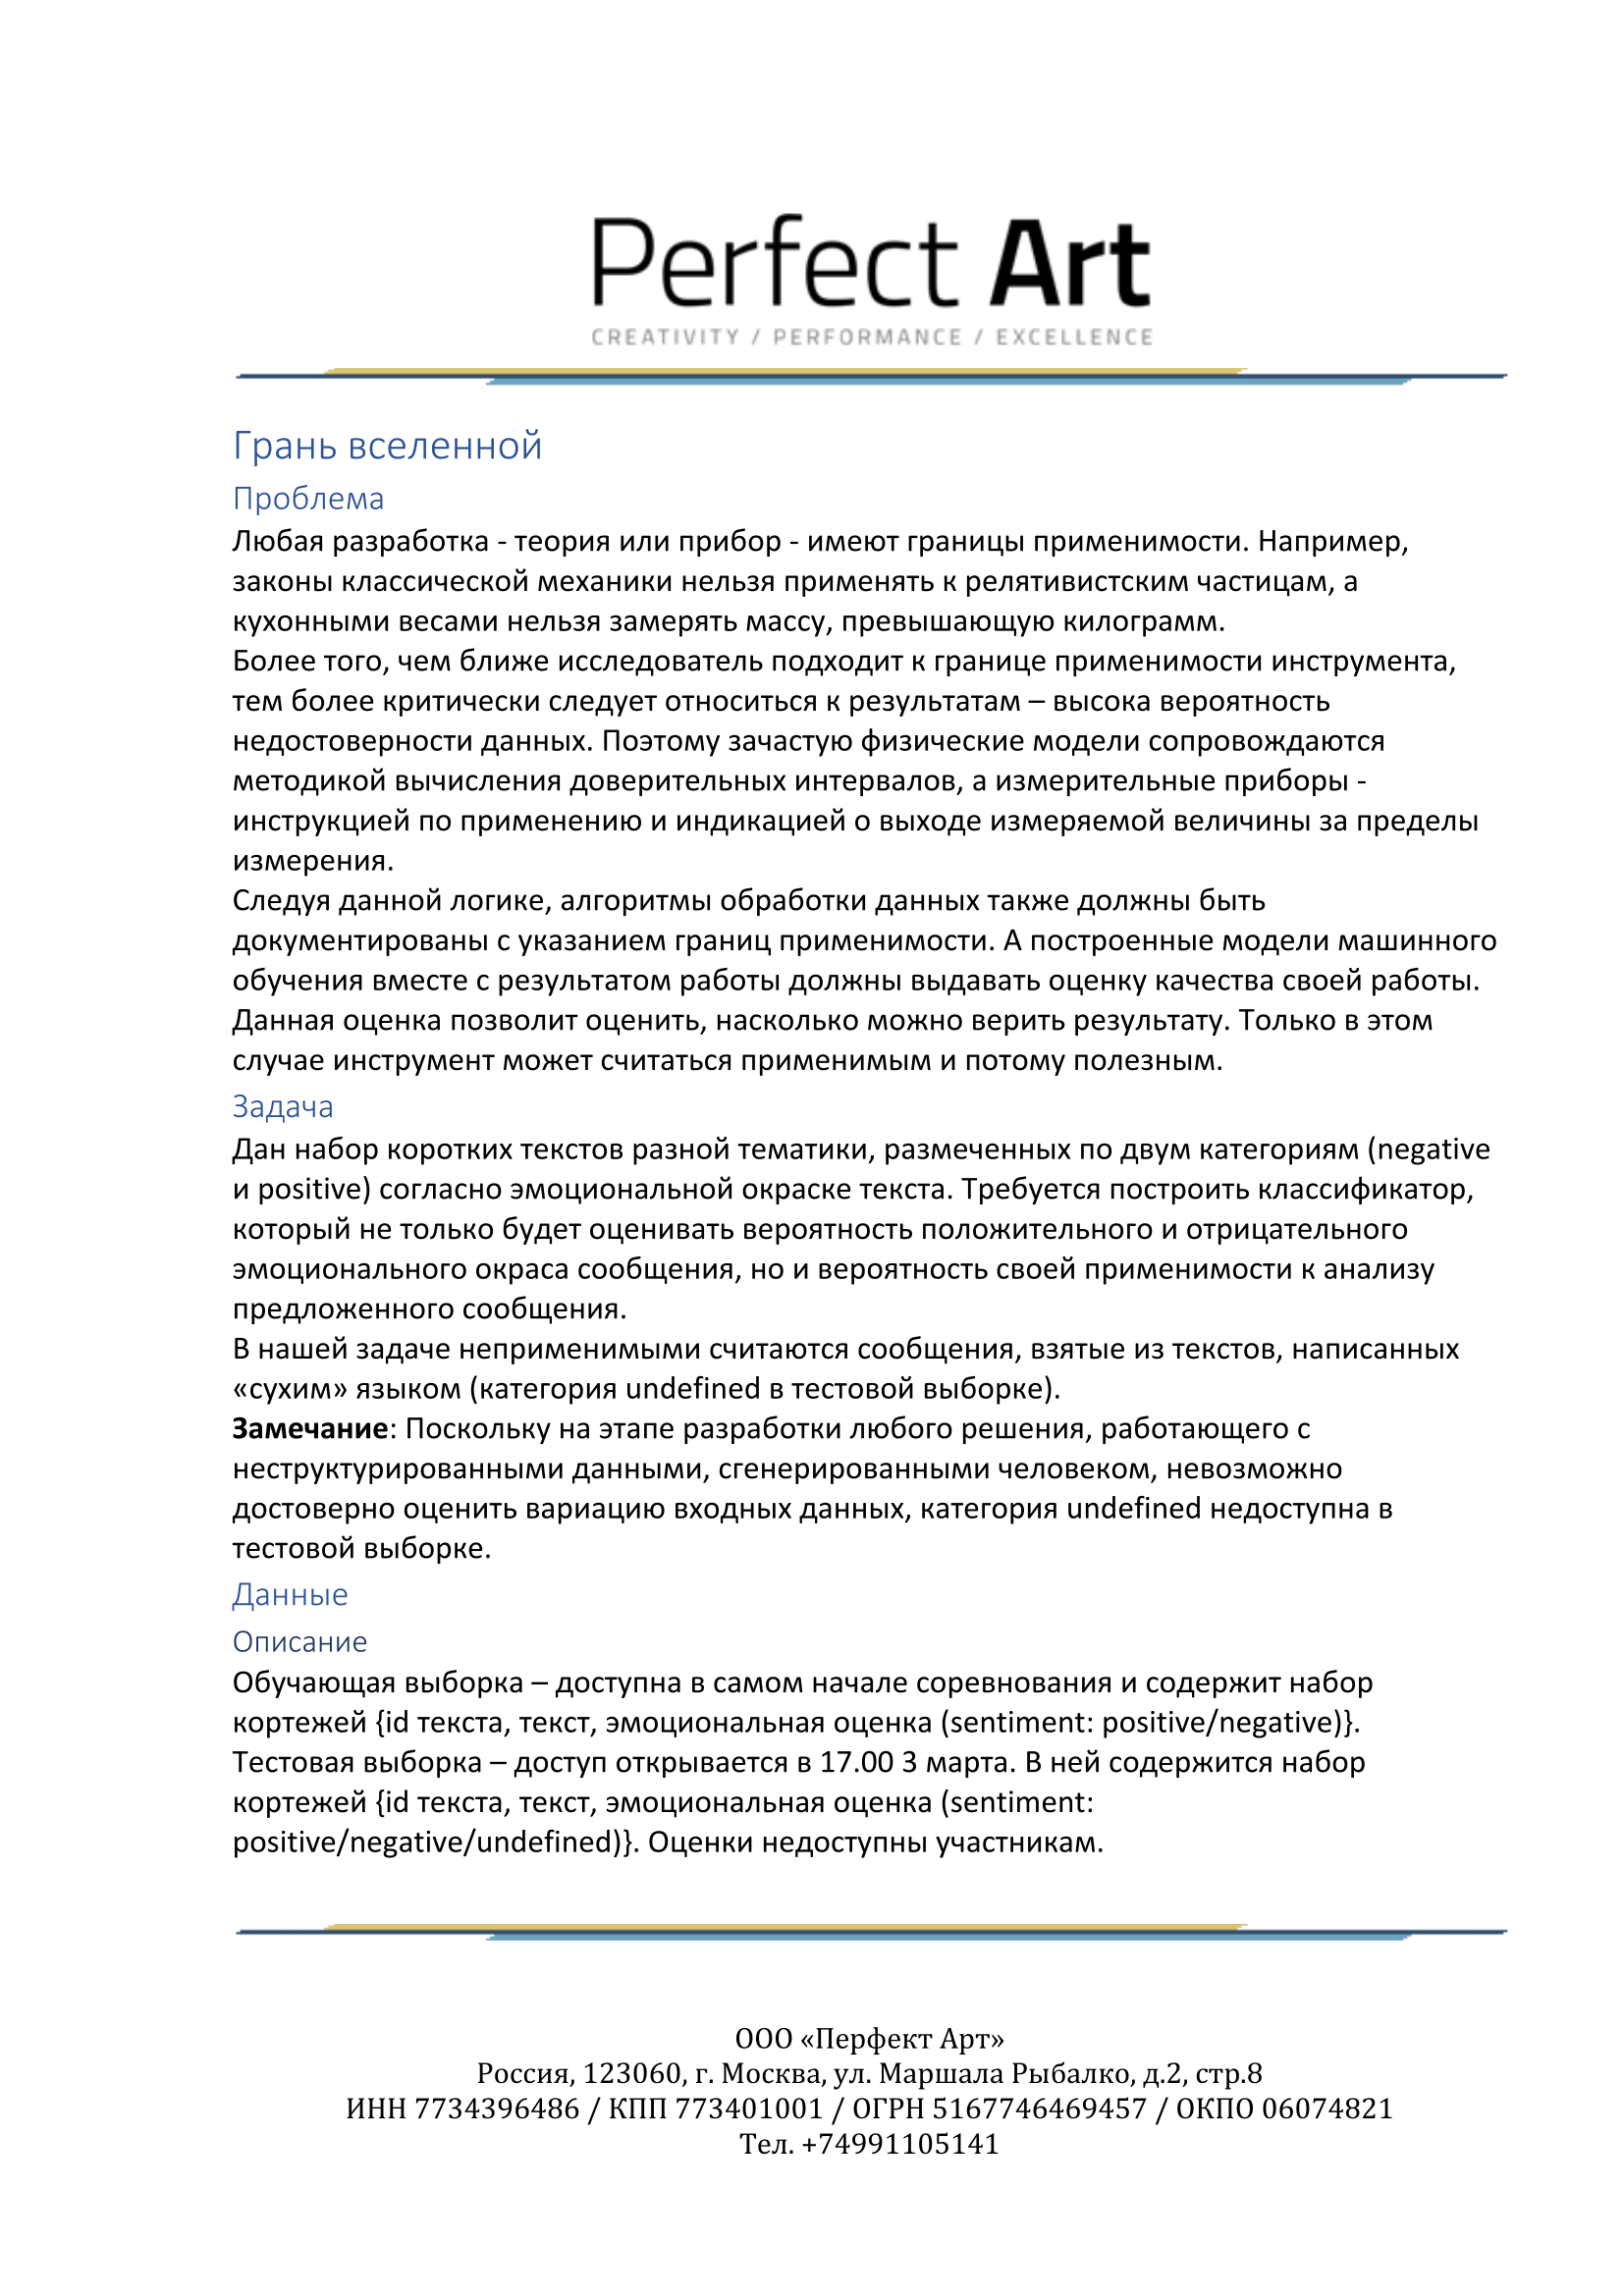 Perfect Art
CREATIVITY / PERFORMANCE / EXCELLENCE
Грань вселенной
Проблема
Любая разработка - теория или прибор - имеют границы применимости. Например,
законы классической механики нельзя применять к релятивистским частицам, а
кухонными весами нельзя замерять массу, превышающую килограмм.
Более того, чем ближе исследователь подходит к границе применимости инструмента,
тем более критически следует относиться к результатам – высока вероятность
недостоверности данных. Поэтому зачастую физические модели сопровождаются
методикой вычисления доверительных интервалов, а измерительные приборы -
инструкцией по применению и индикацией о выходе измеряемой величины за пределы
измерения.
Следуя данной логике, алгоритмы обработки данных также должны быть
документированы с указанием границ применимости. А построенные модели машинного
обучения вместе с результатом работы должны выдавать оценку качества своей работы.
Данная оценка позволит оценить, насколько можно верить результату. Только в этом
случае инструмент может считаться применимым и потому полезным.
Задача
Дан набор коротких текстов разной тематики, размеченных по двум категориям (negative
и positive) согласно эмоциональной окраске текста. Требуется построить классификатор,
который не только будет оценивать вероятность положительного и отрицательного
эмоционального окраса сообщения, но и вероятность своей применимости к анализу
предложенного сообщения.
В нашей задаче неприменимыми считаются сообщения, взятые из текстов, написанных
«сухим» языком (категория undefined в тестовой выборке).
Замечание: Поскольку на этапе разработки любого решения, работающего с
неструктурированными данными, сгенерированными человеком, невозможно
достоверно оценить вариацию входных данных, категория undefined недоступна в
тестовой выборке.
Данные
Описание
Обучающая выборка – доступна в самом начале соревнования и содержит набор
кортежей {id текста, текст, эмоциональная оценка (sentiment: positive/negative)}.
Тестовая выборка – доступ открывается в 17.00 3 марта. В ней содержится набор
кортежей {id текста, текст, эмоциональная оценка (sentiment:
positive/negative/undefined)}. Оценки недоступны участникам.
ООО «Перфект Арт»
Россия, 123060, г. Москва, ул. Маршала Рыбалко, д.2, стр.8
ИНН 7734396486 / КПП 773401001 / ОГРН 5167746469457 / ОКПО 06074821
Тел. +74991105141